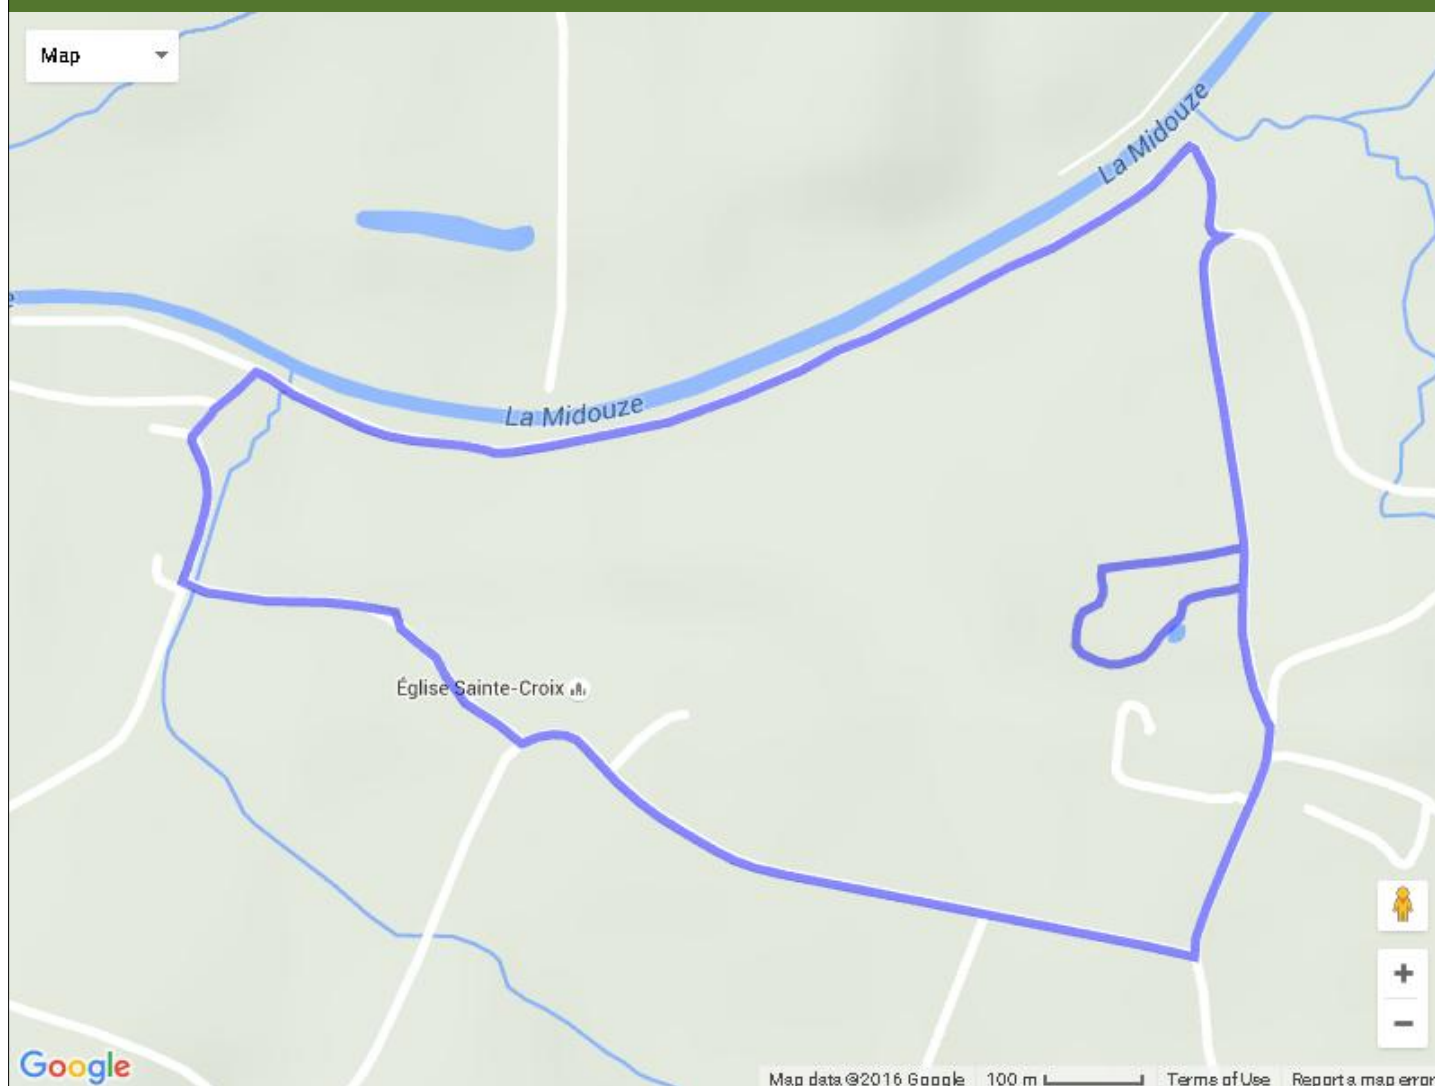 Map
La Midouze
La Midouze
Église Sainte-Croix
+
−
Google
Map data ©2016 Google 100 m Terms of Use Report a map error